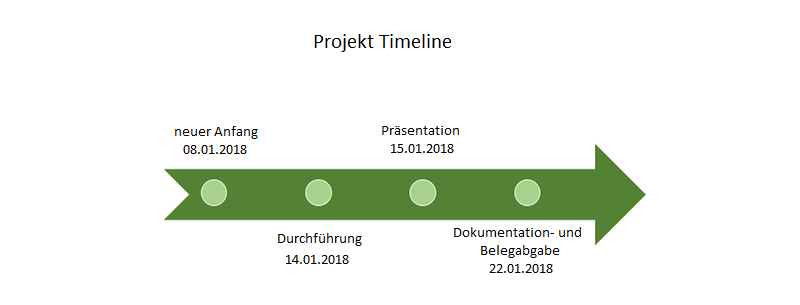 Projekt Timeline
neuer Anfang
08.01.2018
Durchführung
14.01.2018
Präsentation
15.01.2018
Dokumentation- und
Belegabgabe
22.01.2018